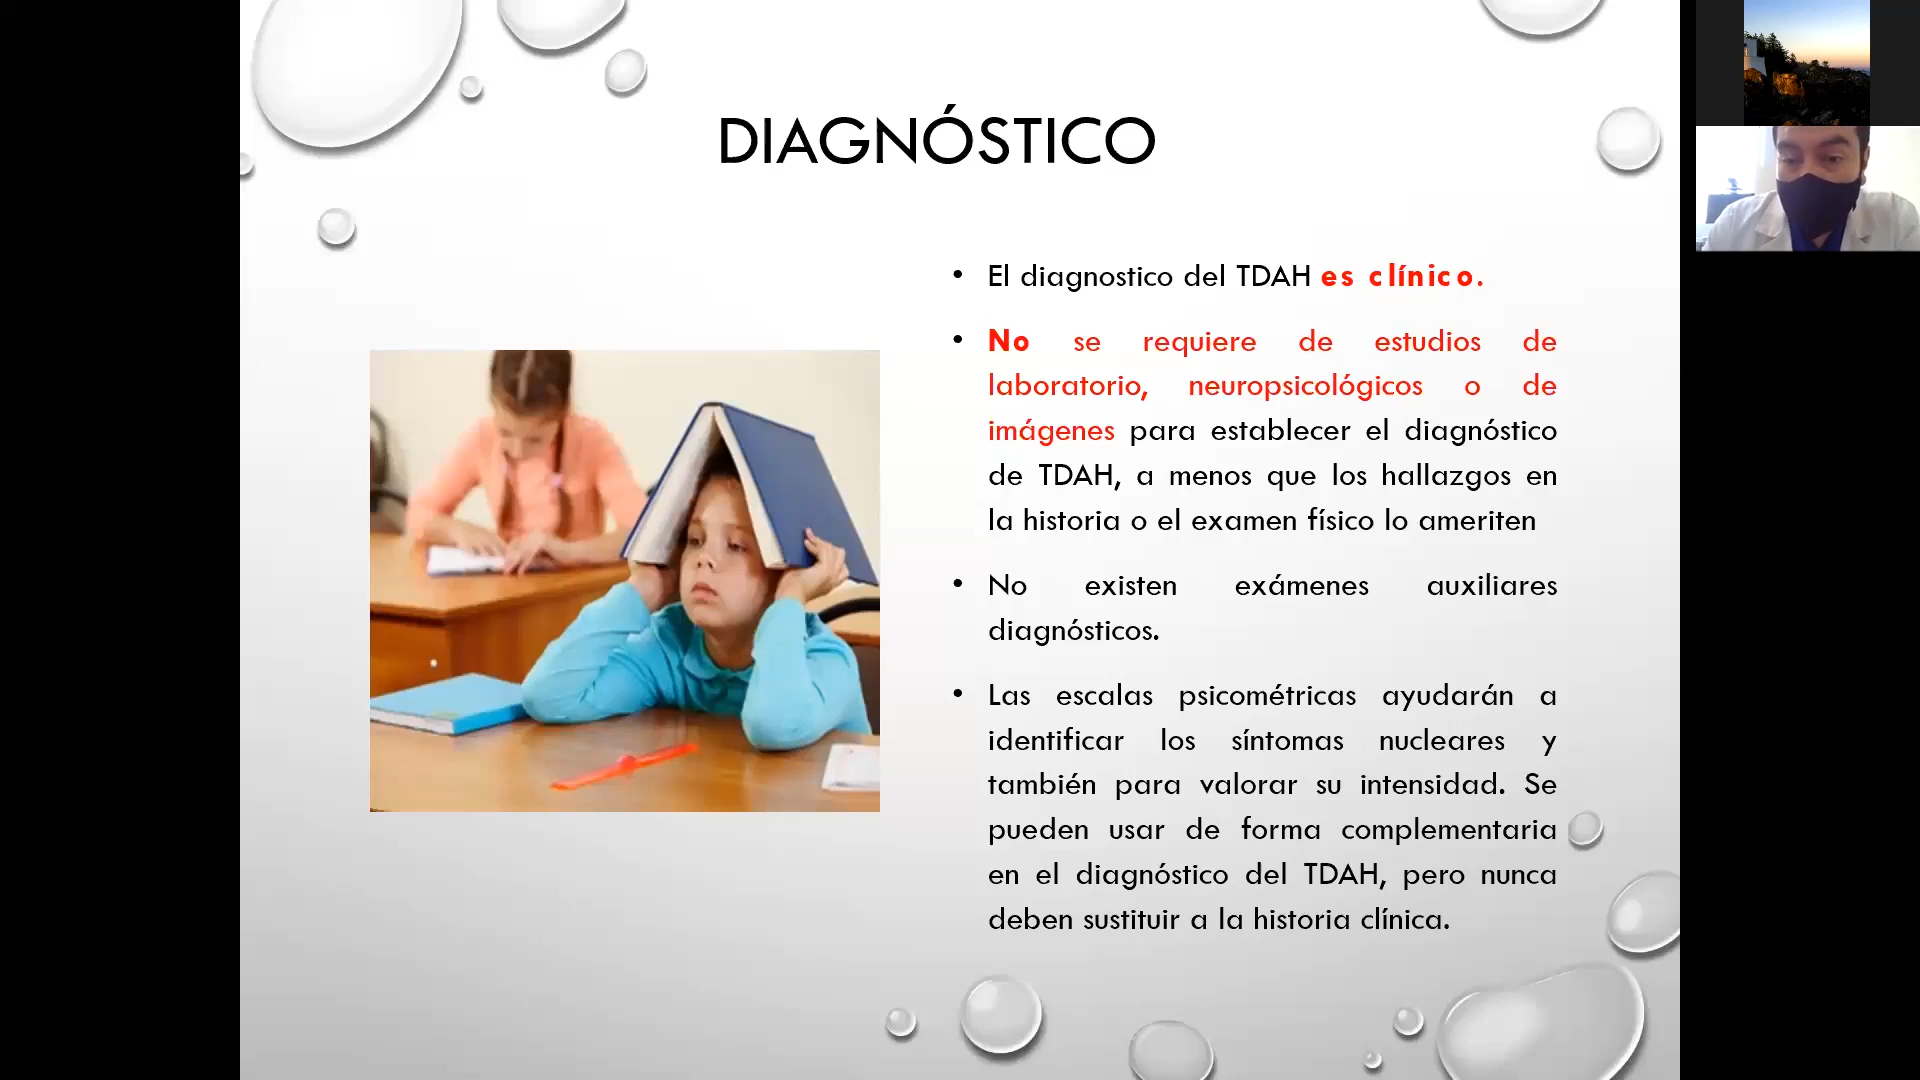 DIAGNÓSTICO
• El diagnostico del TDAH es clínico.
• No se requiere de estudios de
laboratorio, neuropsicológicos o de
imágenes para establecer el diagnóstico
de TDAH, a menos que los hallazgos en
la historia o el examen físico lo ameriten
• No existen exámenes auxiliares
diagnósticos.
• Las escalas psicométricas ayudarán a
identificar los síntomas nucleares y
también para valorar su intensidad. Se
pueden usar de forma complementaria
en el diagnóstico del TDAH, pero nunca
deben sustituir a la historia clínica.